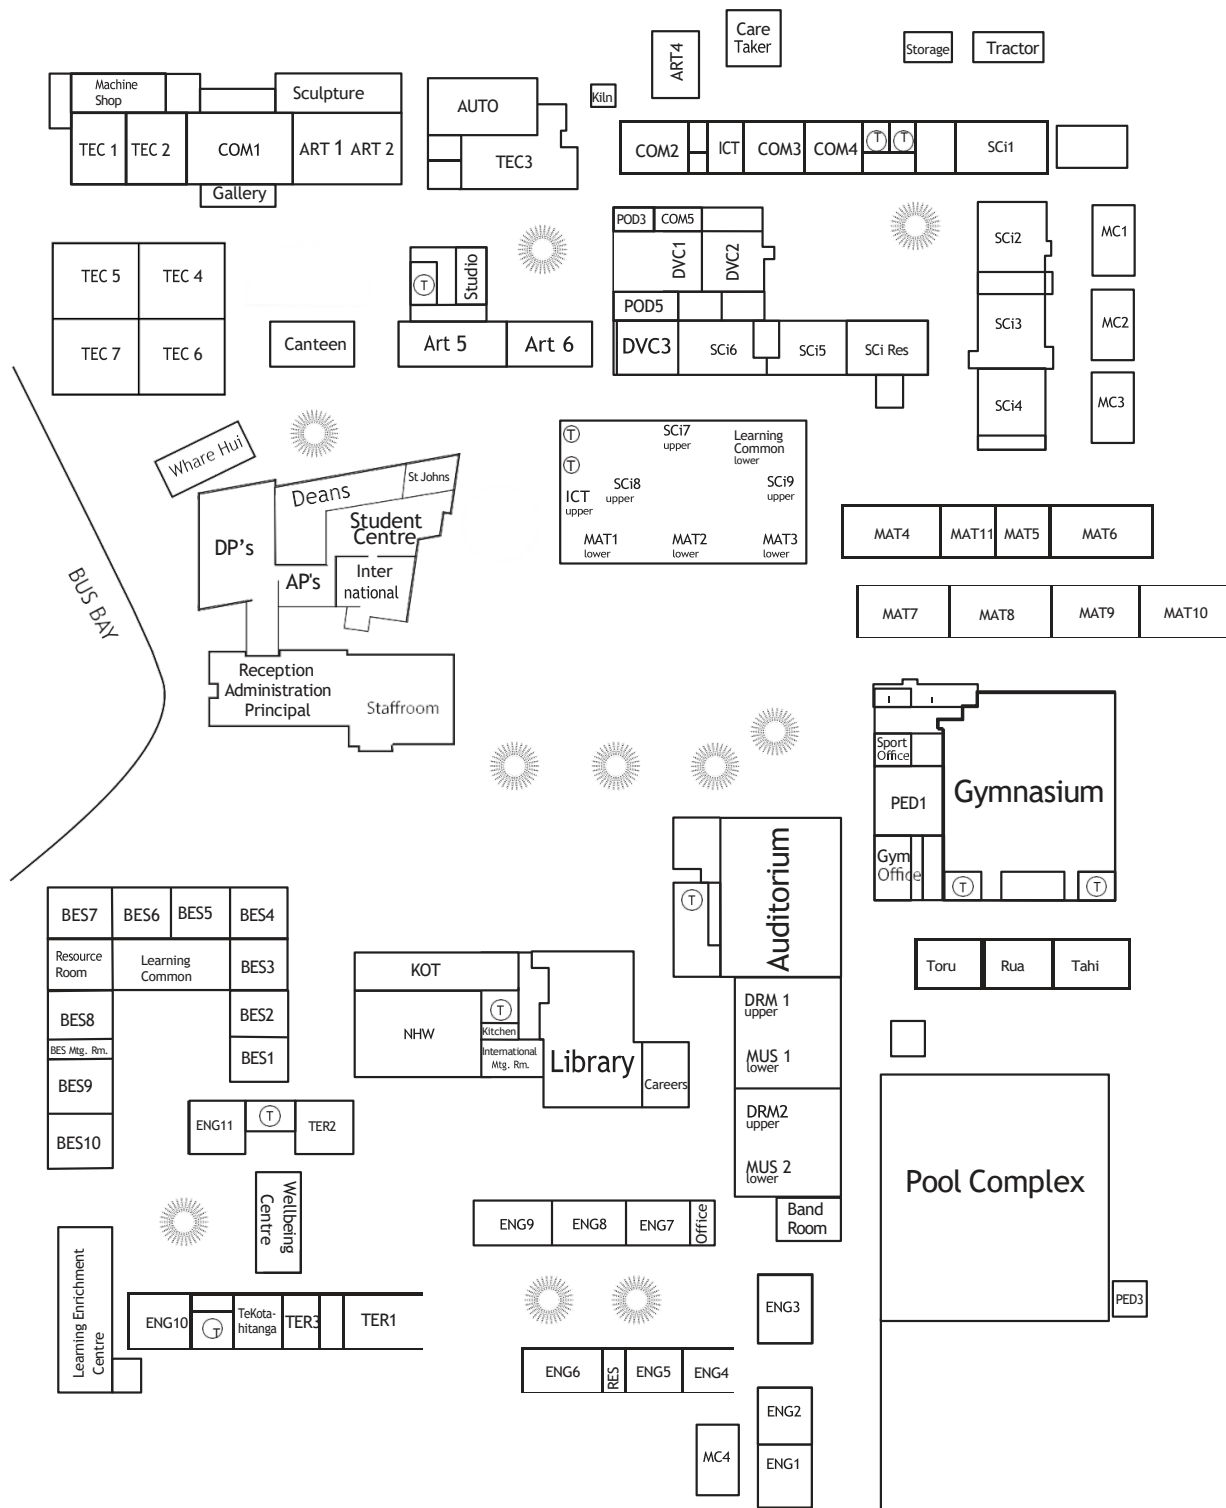 Care
Taker
ART4
Storage
Tractor
Machine
Shop
Sculpture
AUTO
Kiln
TEC 1
TEC 2
COM1
ART 1
ART 2
TEC3
COM2
ICT
COM3
COM4
T
T
SCi1
Gallery
POD3
COM5
DVC1
DVC2
SCi2
MC1
TEC 5
TEC 4
T
Studio
POD5
TEC 7
TEC 6
Canteen
Art 5
Art 6
DVC3
SCi6
SCi5
SCi Res
SCi3
MC2
SCi4
MC3
Whare Hui
Deans
St Johns
Student
Centre
DP's
AP's
Inter
national
T
T
SCi7
upper
Learning
Common
lower
ICT
upper
SCi8
upper
SCi9
upper
MAT1
lower
MAT2
lower
MAT3
lower
MAT4
MAT11
MAT5
MAT6
MAT7
MAT8
MAT9
MAT10
BUS BAY
Reception
Administration
Principal
Staffroom
Sport
Office
PED1
Gymnasium
Gym
Office
T
T
Auditorium
T
BES7
BES6
BES5
BES4
Resource
Room
Learning
Common
BES3
BES8
BES2
BES Mtg. Rm.
BES1
BES9
BES10
KOT
NHW
T
Kitchen
International
Mtg. Rm.
Library
Careers
DRM 1
upper
MUS 1
lower
DRM2
upper
MUS 2
lower
Band
Room
Toru
Rua
Tahi
Pool Complex
PED3
ENG11
T
TER2
Wellbeing
Centre
Learning Enrichment
Centre
ENG10
T
TeKota-
hitanga
TER3
TER1
ENG9
ENG8
ENG7
Office
ENG3
ENG6
RES
ENG5
ENG4
ENG2
ENG1
MC4